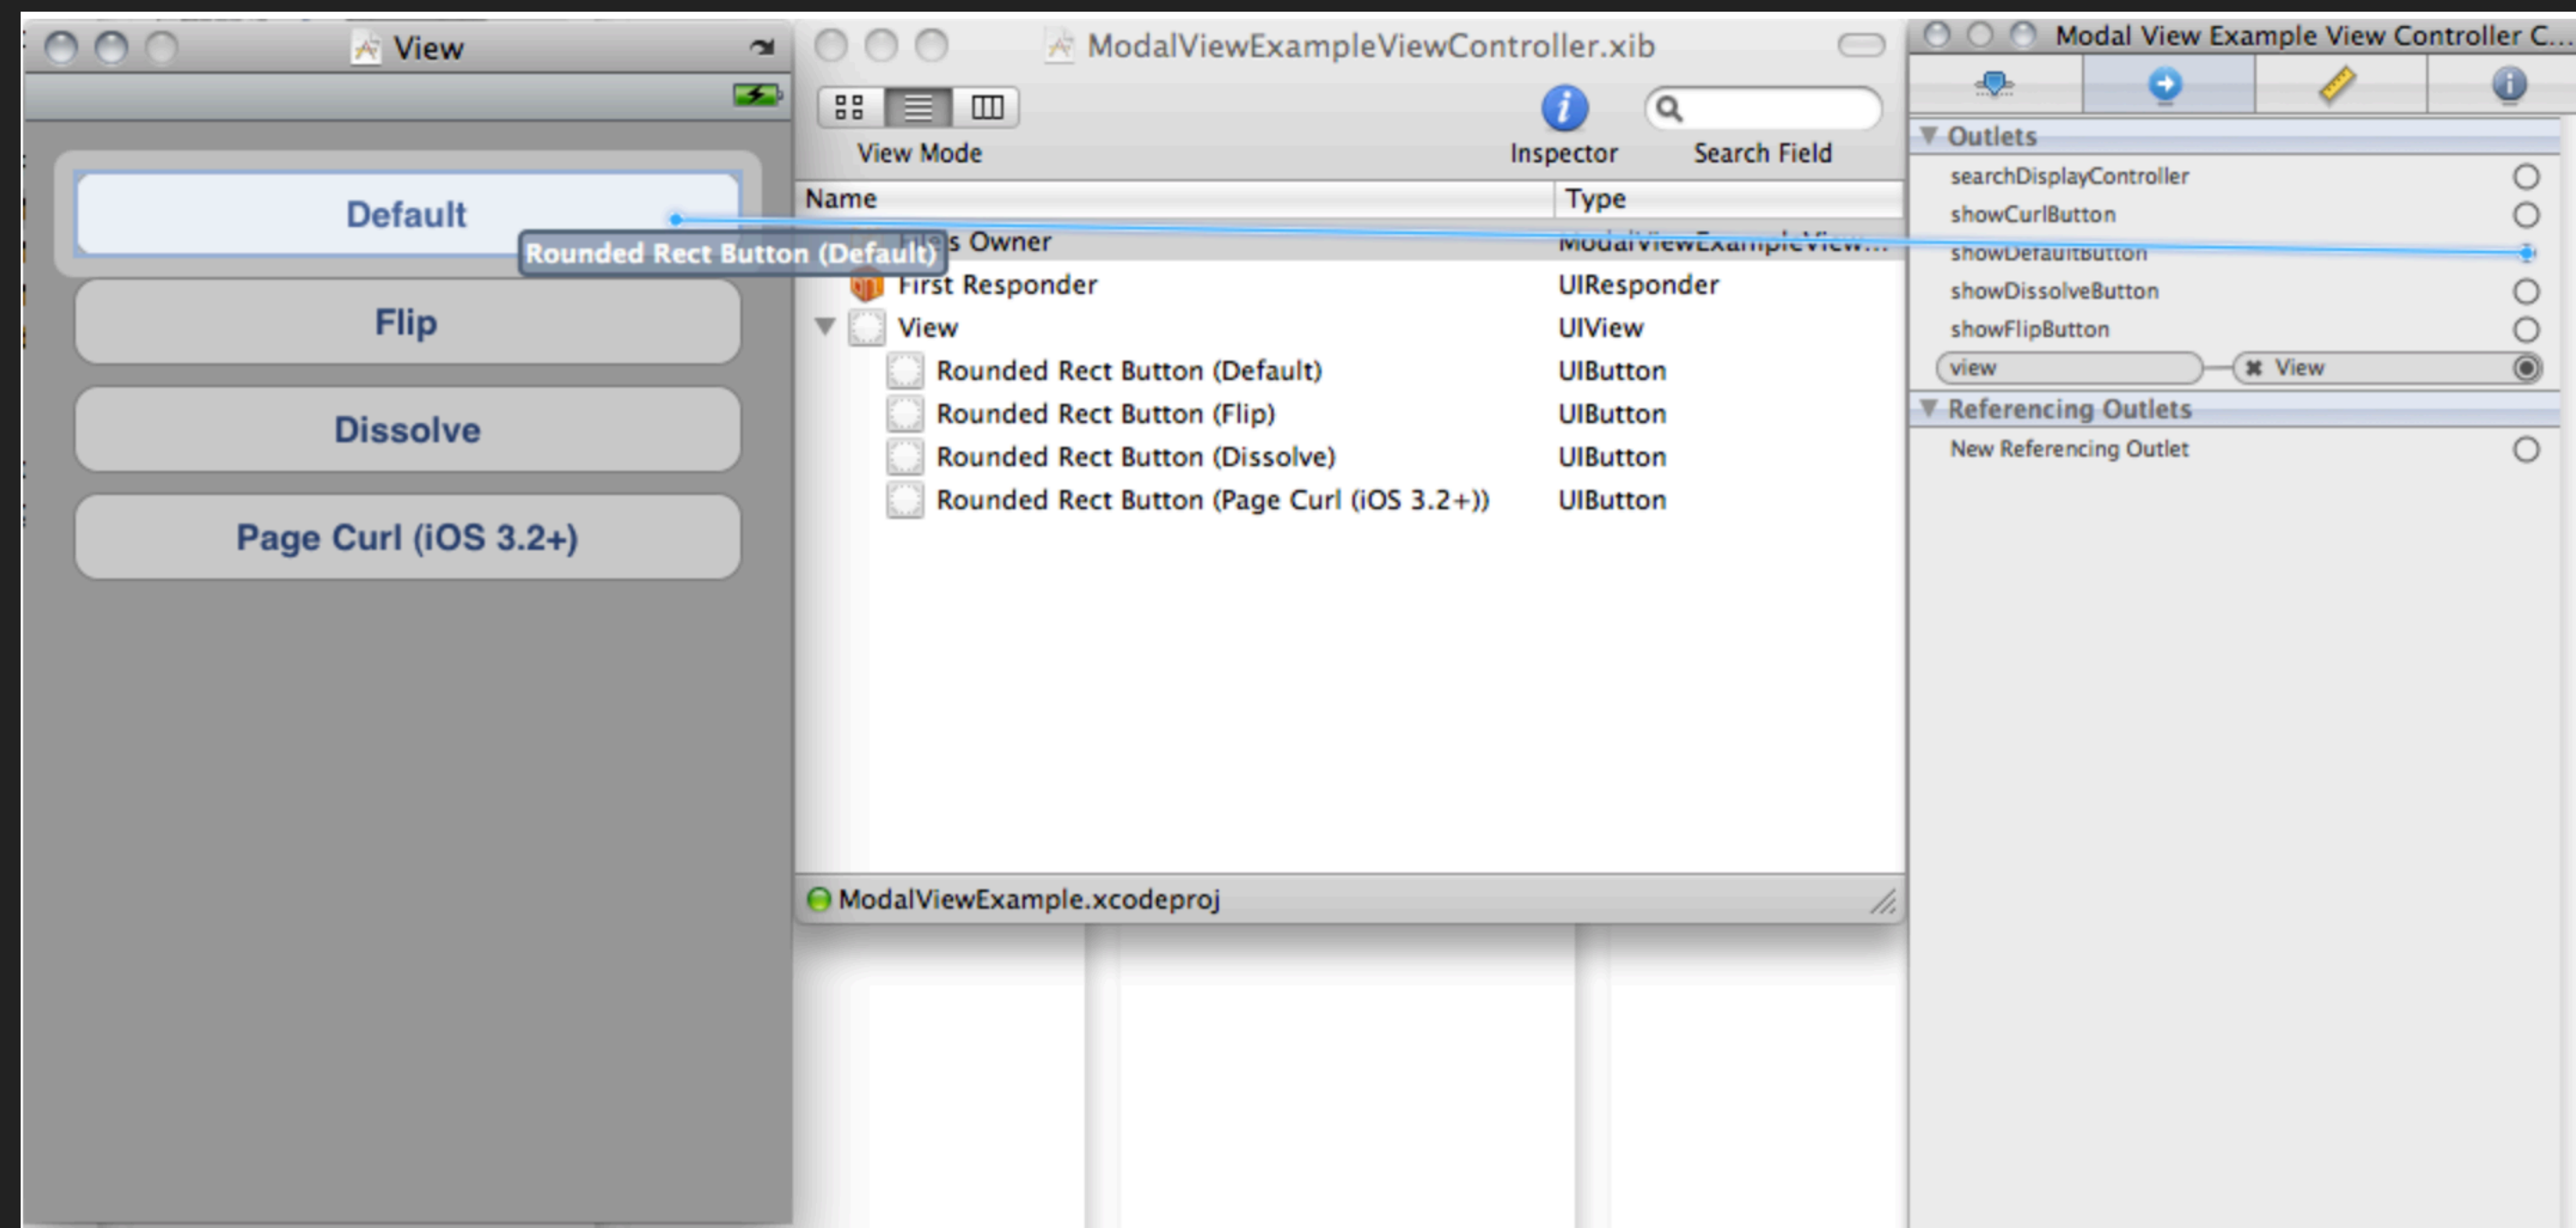 View
Default
Rounded Rect Button (Default)
Flip
Dissolve
Page Curl (iOS 3.2+)
ModalViewExampleViewController.xib
View Mode
Inspector
Search Field
Name Type
s Owner ModalViewExampleView...
First Responder UIResponder
View UIView
Rounded Rect Button (Default) UIButton
Rounded Rect Button (Flip) UIButton
Rounded Rect Button (Dissolve) UIButton
Rounded Rect Button (Page Curl (iOS 3.2+)) UIButton
ModalViewExample.xcodeproj
Modal View Example View Controller C...
Outlets
searchDisplayController
showCurlButton
showDefaultButton
showDissolveButton
showFlipButton
view View
Referencing Outlets
New Referencing Outlet